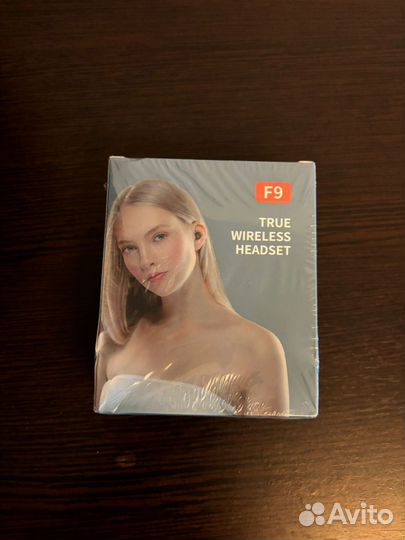 F9
TRUE
WIRELESS
HEADSET
Avito